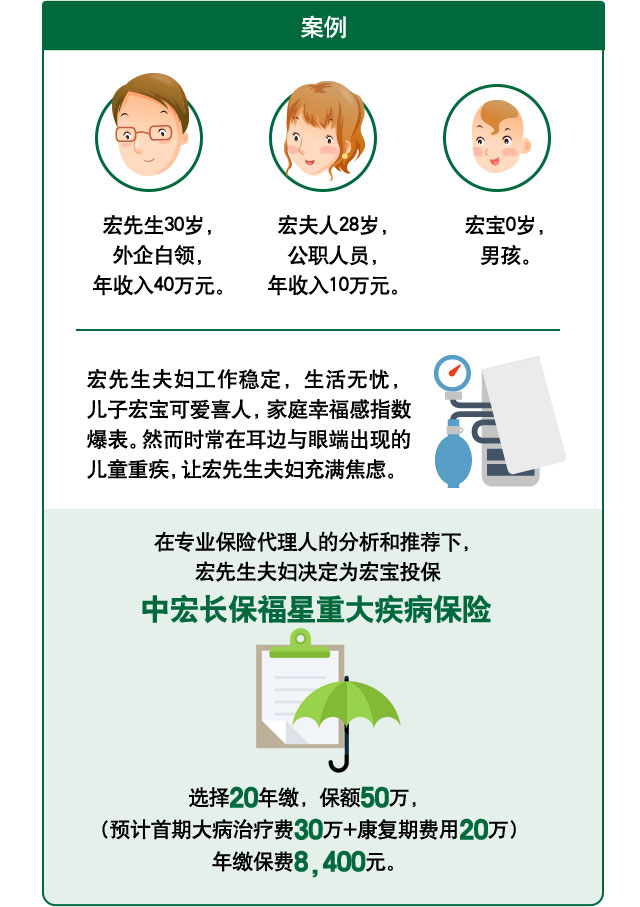 案例
宏先生30岁，
外企白领，
年收入40万元。
宏夫人28岁，
公职人员，
年收入10万元。
宏宝0岁，
男孩。
宏先生夫妇工作稳定，生活无忧，
儿子宏宝可爱喜人，家庭幸福感指数
爆表。然而时常在耳边与眼端出现的
儿童重疾，让宏先生夫妇充满焦虑。
在专业保险代理人的分析和推荐下，
宏先生夫妇决定为宏宝投保
中宏长保福星重大疾病保险
选择20年缴，保额50万，
（预计首期大病治疗费30万+康复期费用20万）
年缴保费8,400元。